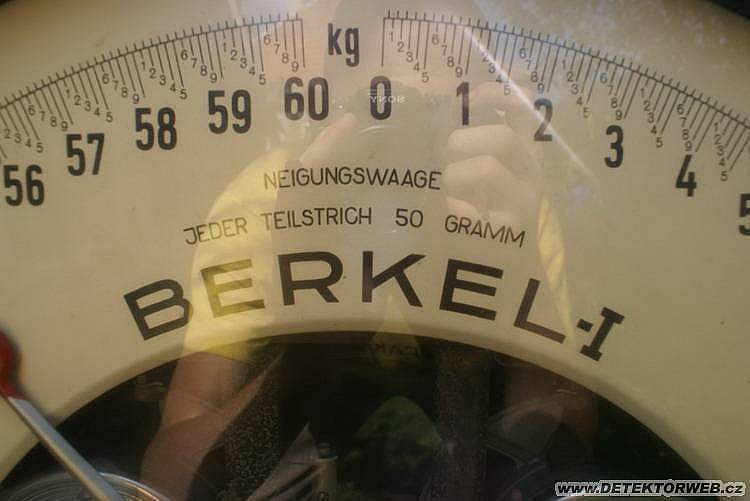 kg
56 57 58 59 60 0 1 2 3 4 5
NEIGUNGSWAAGE
JEDER TEILSTRICH 50 GRAMM
BERKEL-I
SONY
www.DETEKTORWEB.cz